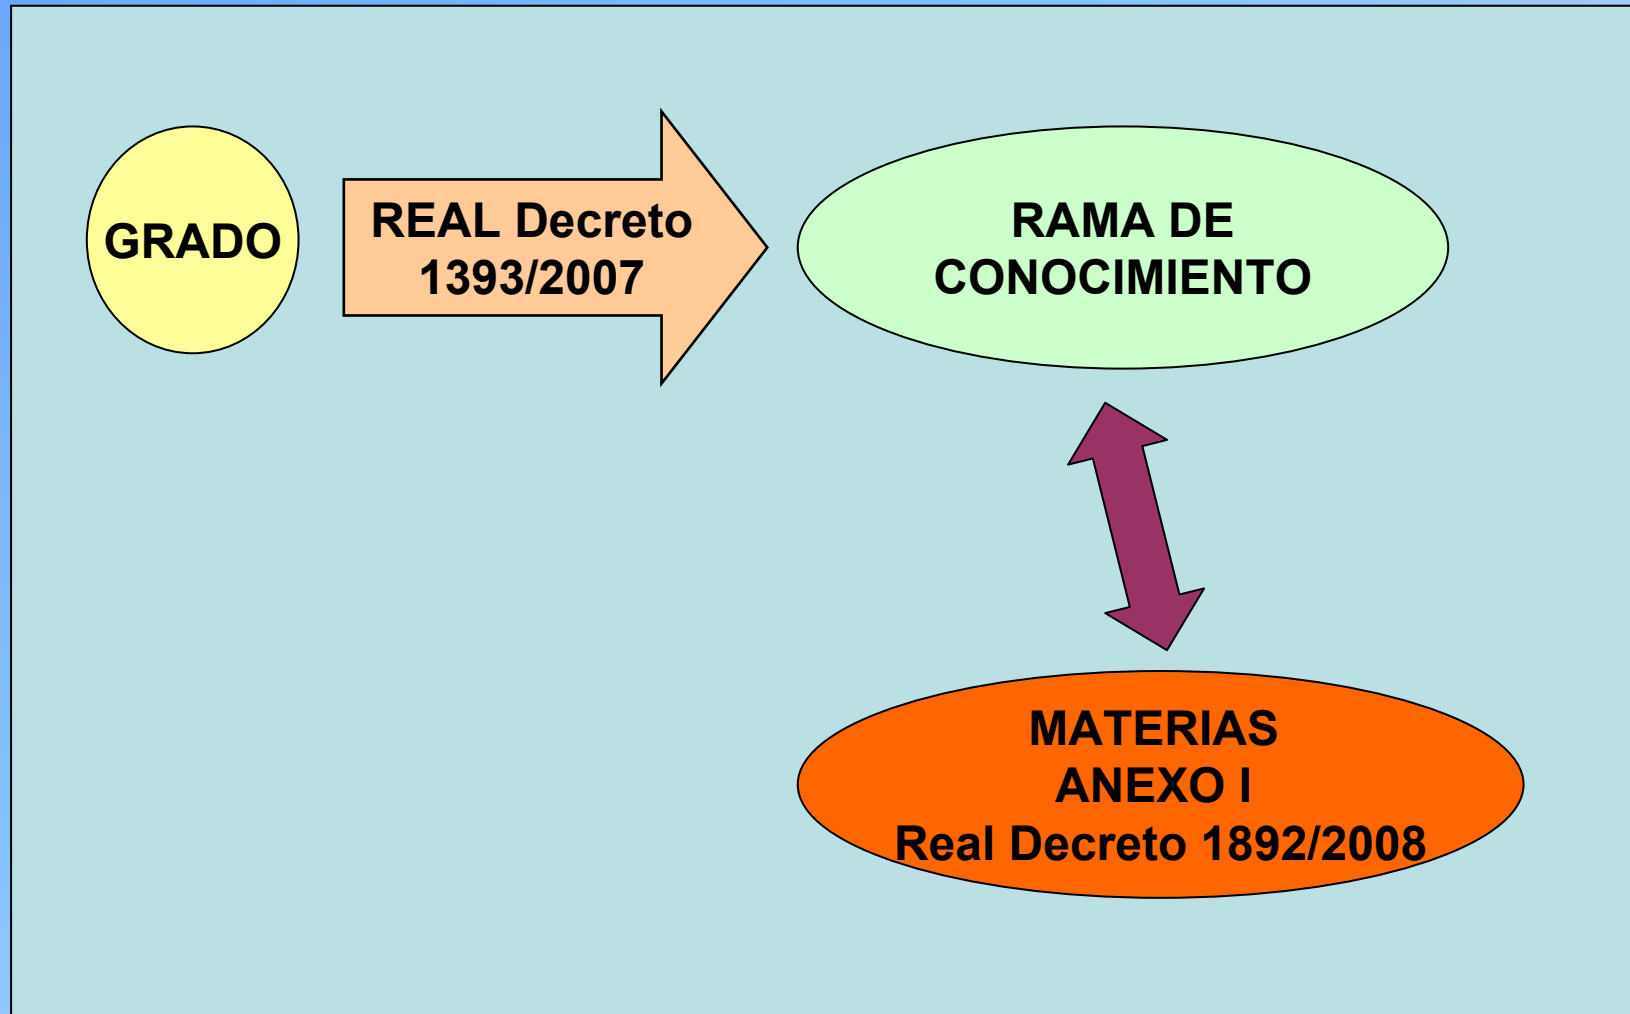 GRADO
REAL Decreto
1393/2007
RAMA DE
CONOCIMIENTO
MATERIAS
ANEXO I
Real Decreto 1892/2008